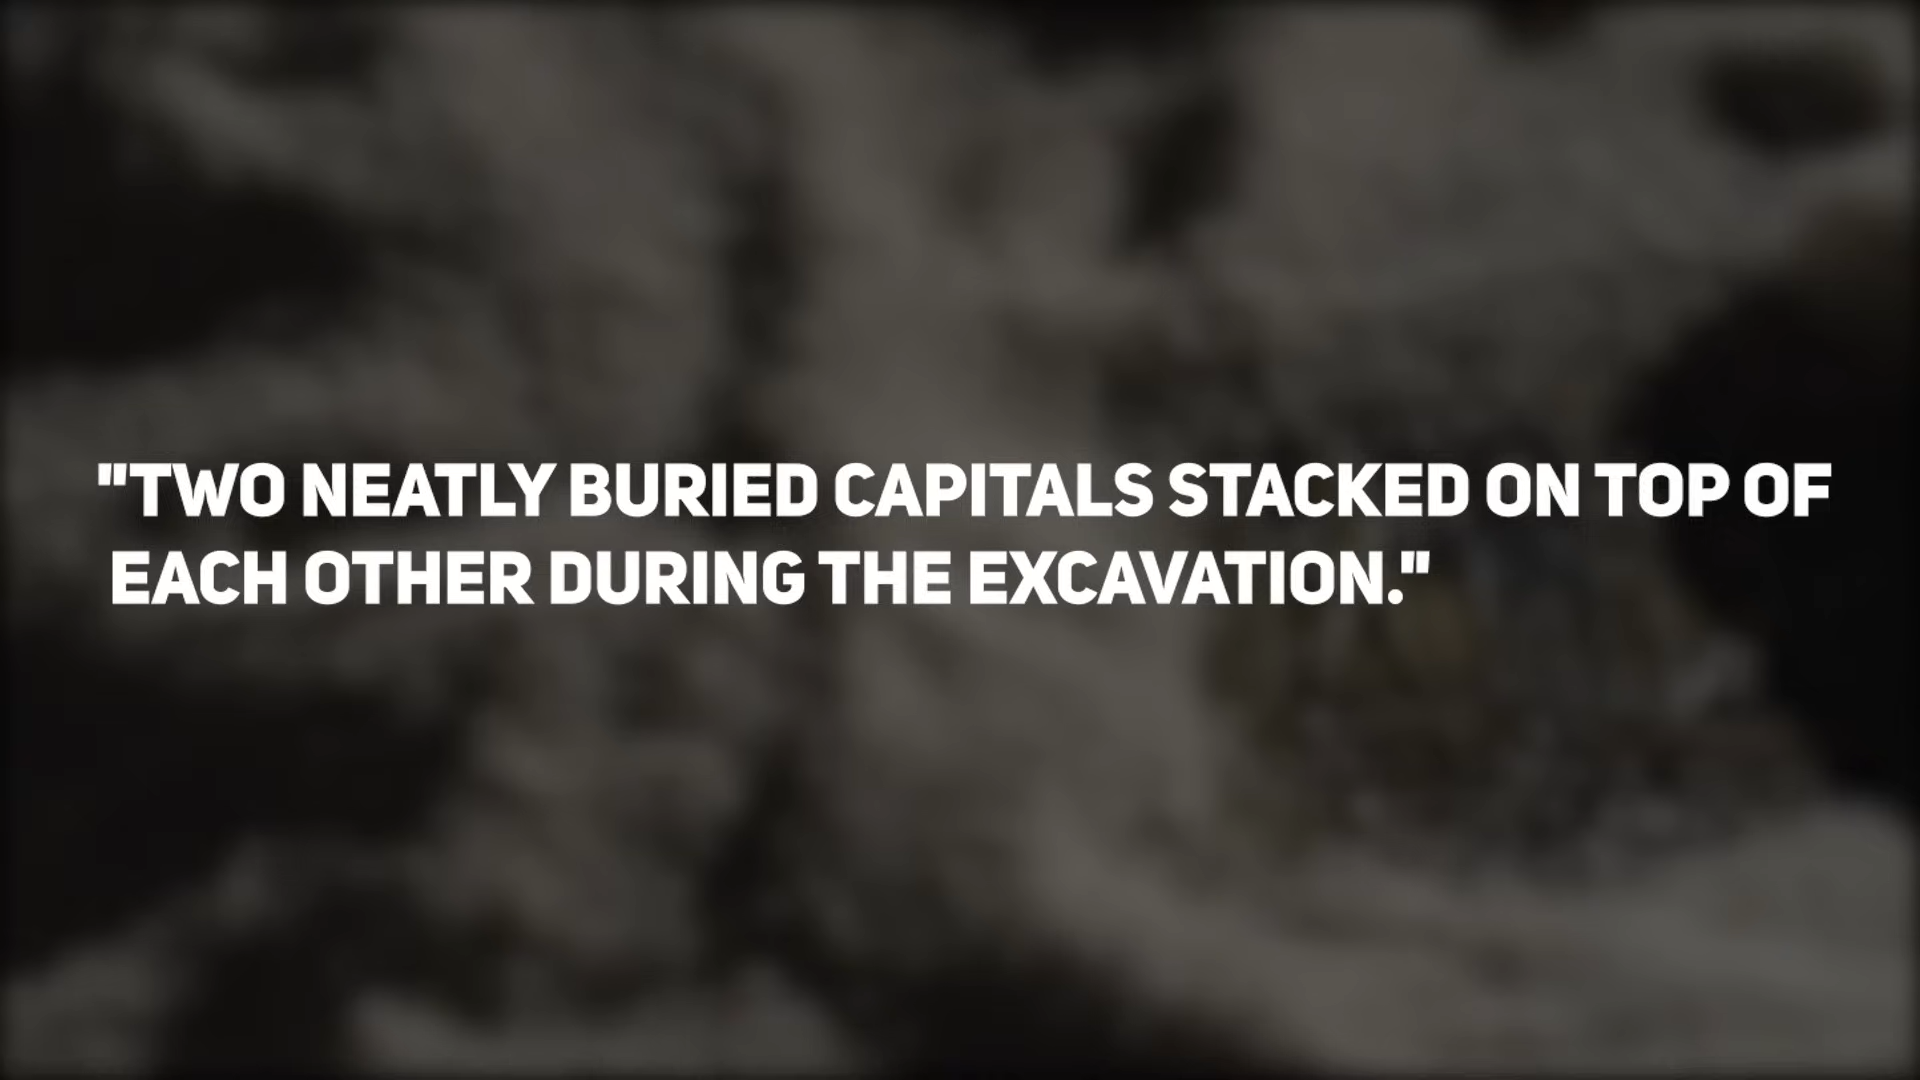 "TWO NEATLY BURIED CAPITALS STACKED ON TOP OF
EACH OTHER DURING THE EXCAVATION."